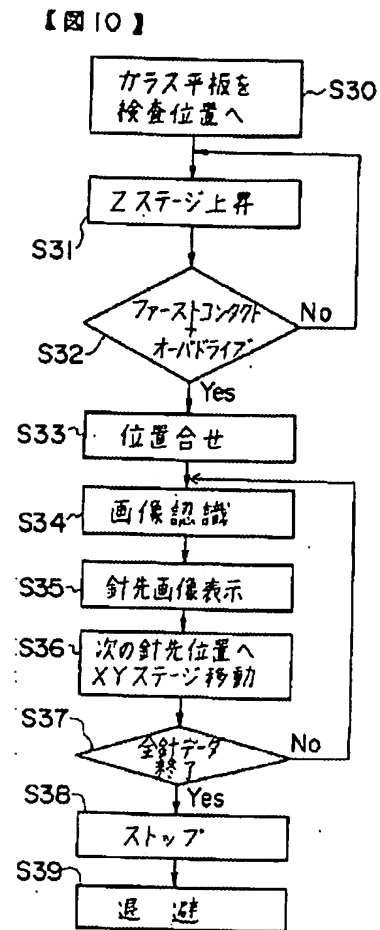 【図10】
ガラス平板を
検査位置へ
S30
Zステージ上昇
S31
ファーストコンタクト
+
オーバドライブ
No
S32
Yes
S33
位置合せ
S34
画像認識
S35
針先画像表示
S36
次の針先位置へ
XYステージ移動
S37
全針データ
終了
No
Yes
S38
ストップ
S39
退避